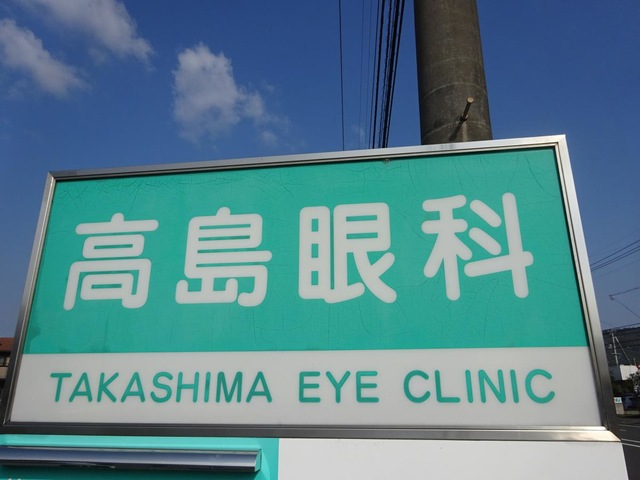 高島眼科
TAKASHIMA EYE CLINIC